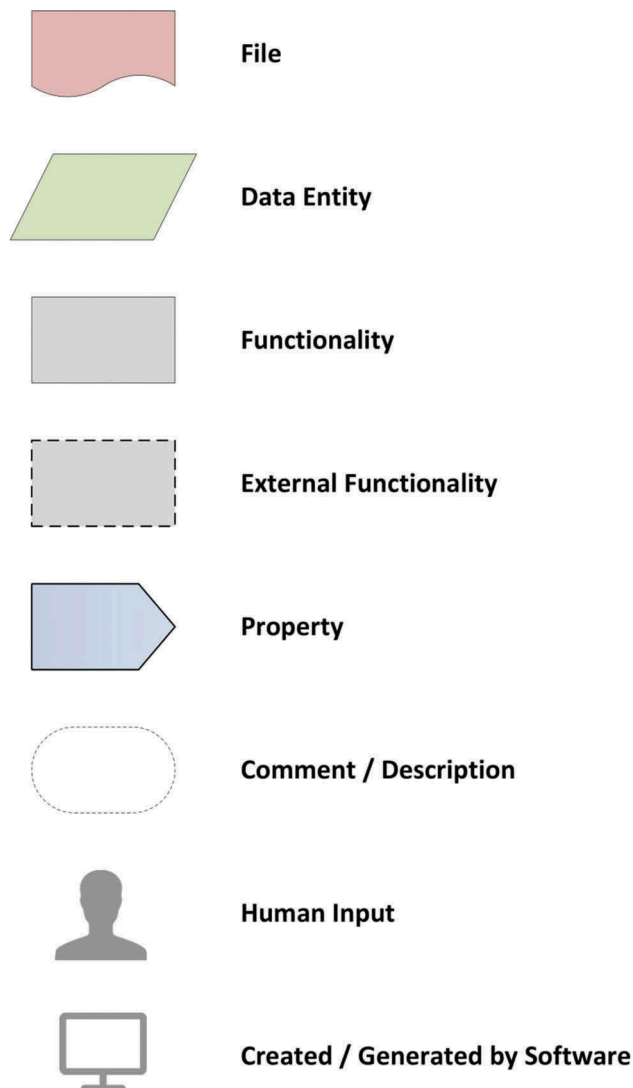 File
Data Entity
Functionality
External Functionality
Property
Comment / Description
Human Input
Created / Generated by Software